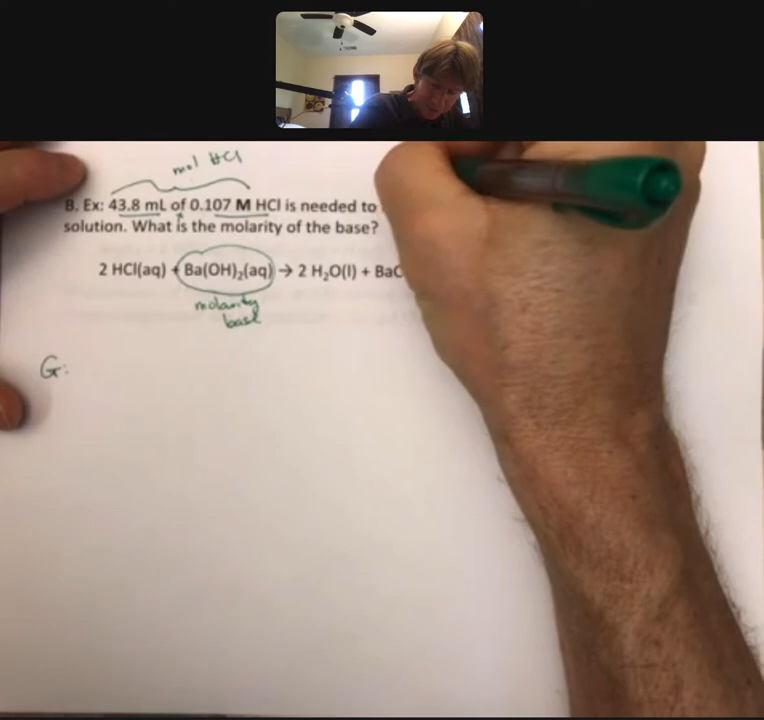 mol HCl
B. Ex: 43.8 mL of 0.107 M HCl is needed to
solution. What is the molarity of the base?
2 HCl(aq) + Ba(OH)₂(aq) → 2 H₂O(l) + BaC
molarity
base
G: